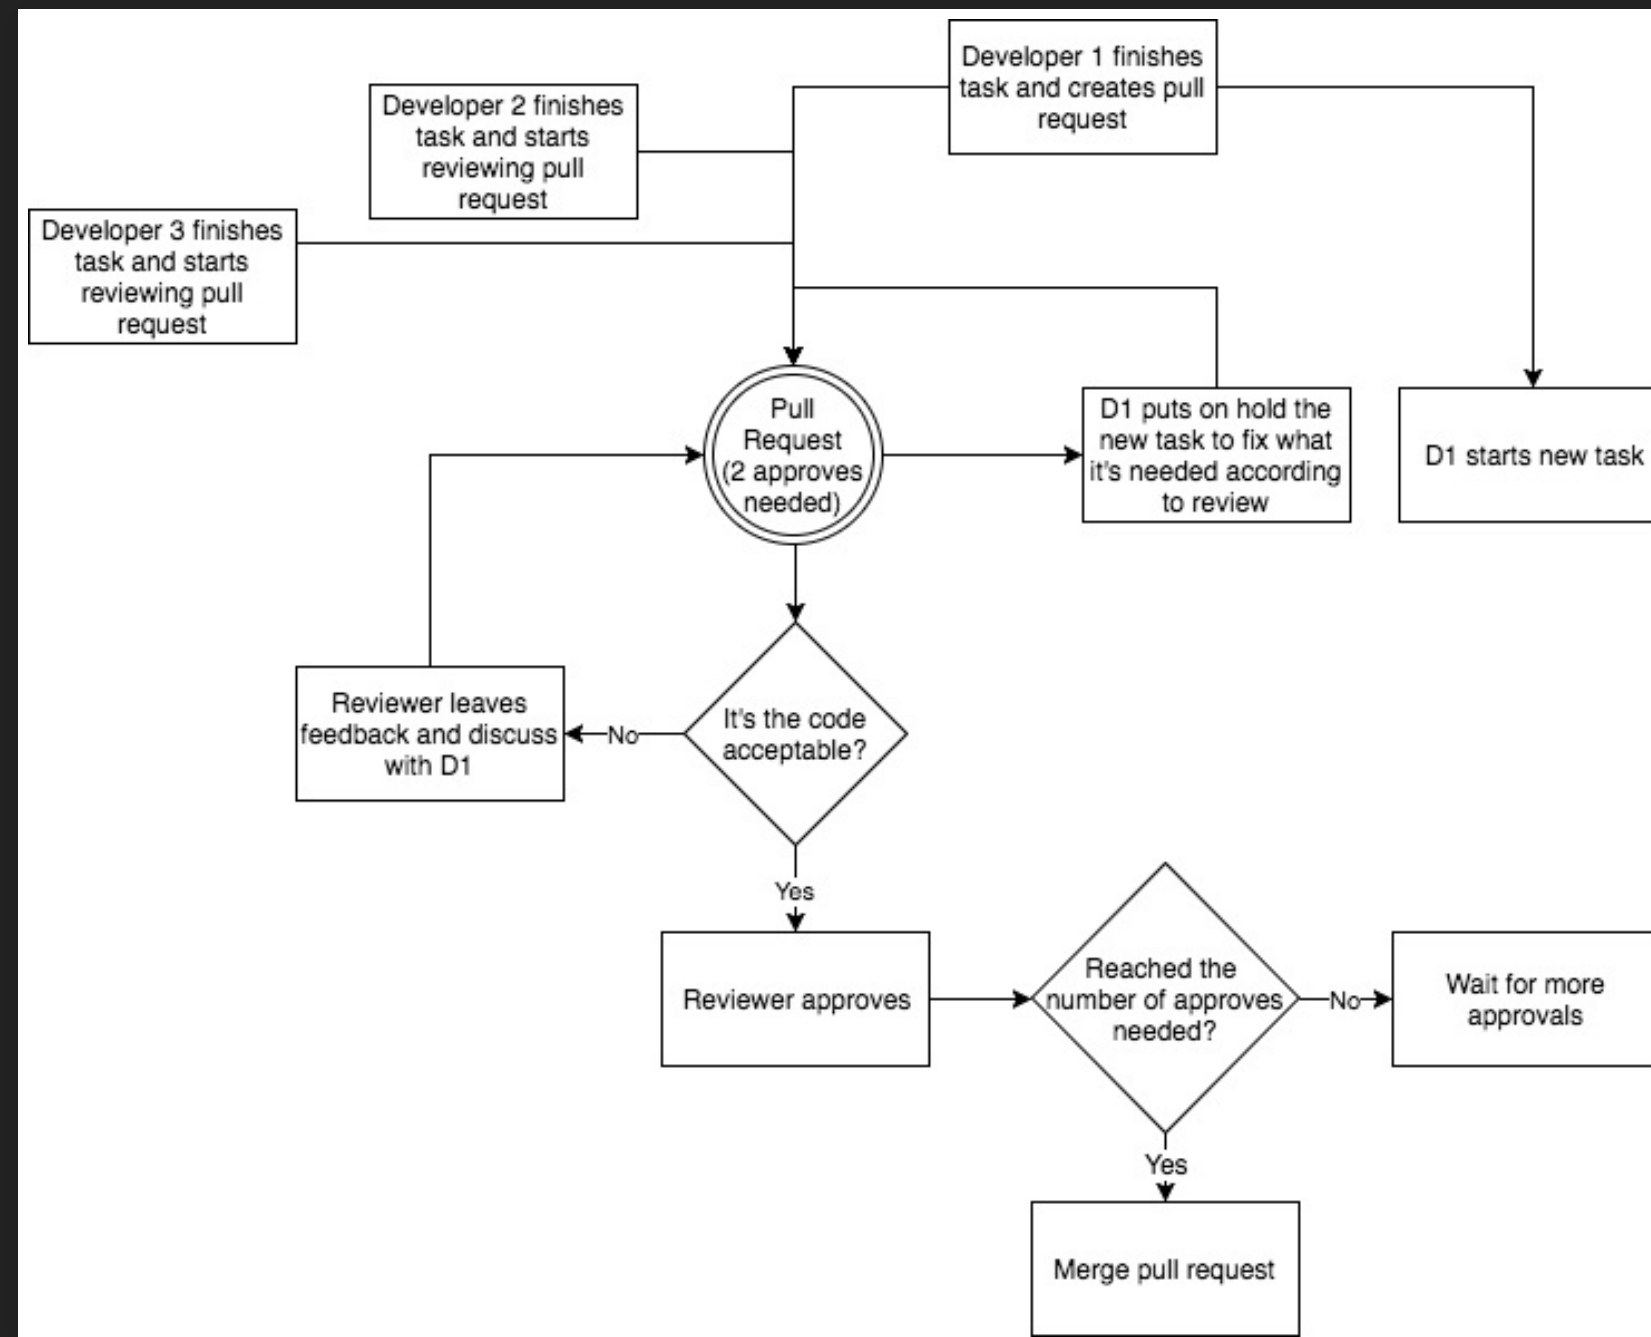 Developer 1 finishes
task and creates pull
request
Developer 2 finishes
task and starts
reviewing pull
request
Developer 3 finishes
task and starts
reviewing pull
request
Pull
Request
(2 approves
needed)
D1 puts on hold the
new task to fix what
it's needed according
to review
D1 starts new task
Reviewer leaves
feedback and discuss
with D1
No
It's the code
acceptable?
Yes
Reviewer approves
Reached the
number of approves
needed?
No
Wait for more
approvals
Yes
Merge pull request